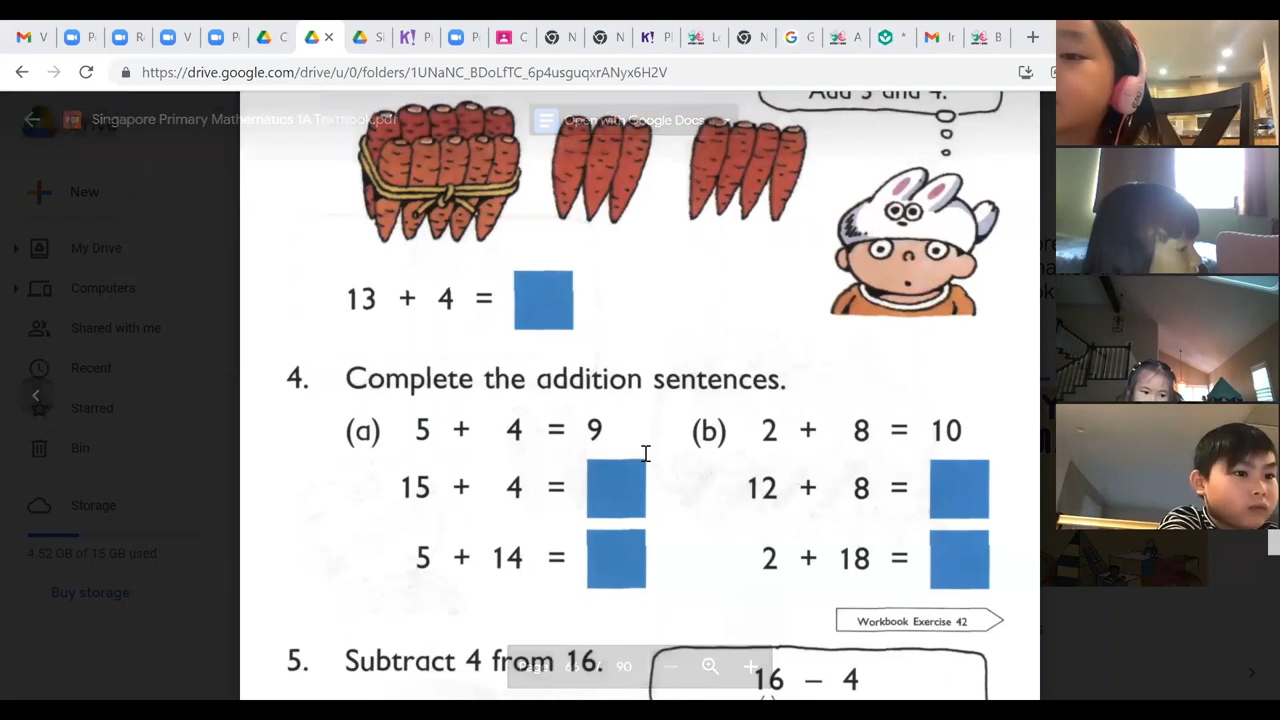 https://drive.google.com/drive/u/0/folders/1UNaNC_BDoLfTC_6p4usguqxrANyx6H2V
Add 3 and 4.
Singapore Primary Mathematics 1A Textbook.pdf
Open with Google Docs
New
My Drive
Computers
Shared with me
Recent
Starred
Bin
Storage
4.52 GB of 15 GB used
Buy storage
13 + 4 =
4. Complete the addition sentences.
(a) 5 + 4 = 9 (b) 2 + 8 = 10
15 + 4 = 12 + 8 =
5 + 14 = 2 + 18 =
Workbook Exercise 42
5. Subtract 4 from 16.
Page / 90
16 – 4